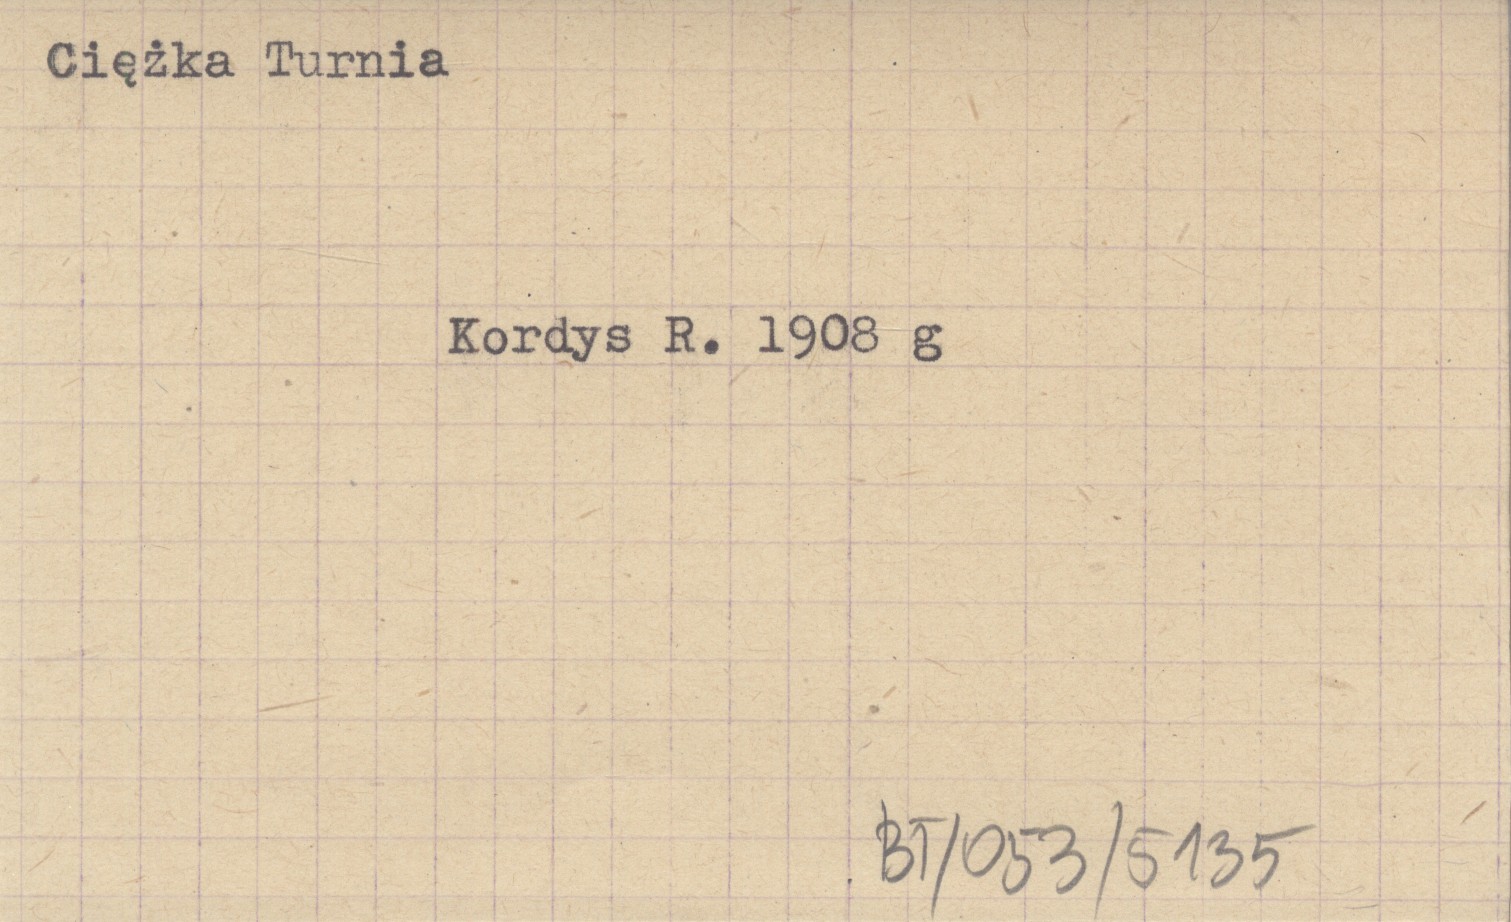 Ciężka Turnia
Kordys R. 1908 g
BT/053/5135